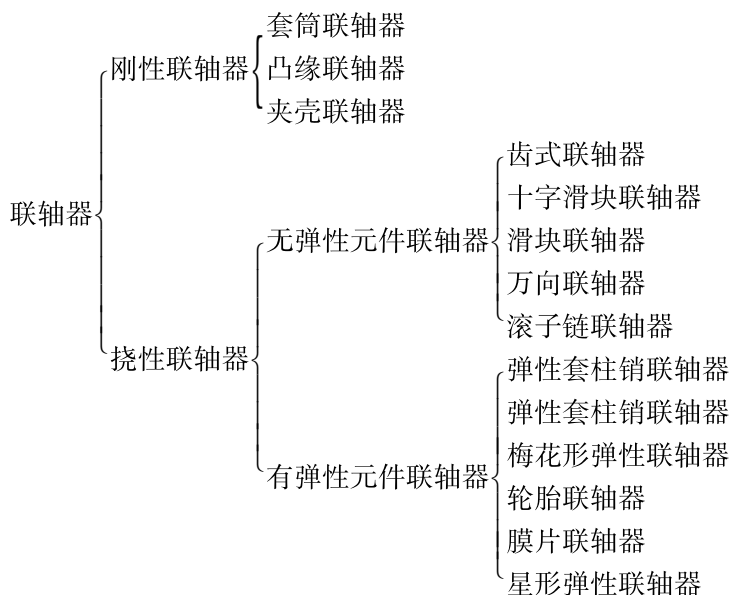 套筒联轴器
刚性联轴器
凸缘联轴器
夹壳联轴器
齿式联轴器
十字滑块联轴器
联轴器
无弹性元件联轴器
滑块联轴器
万向联轴器
滚子链联轴器
挠性联轴器
弹性套柱销联轴器
弹性套柱销联轴器
梅花形弹性联轴器
有弹性元件联轴器
轮胎联轴器
膜片联轴器
星形弹性联轴器